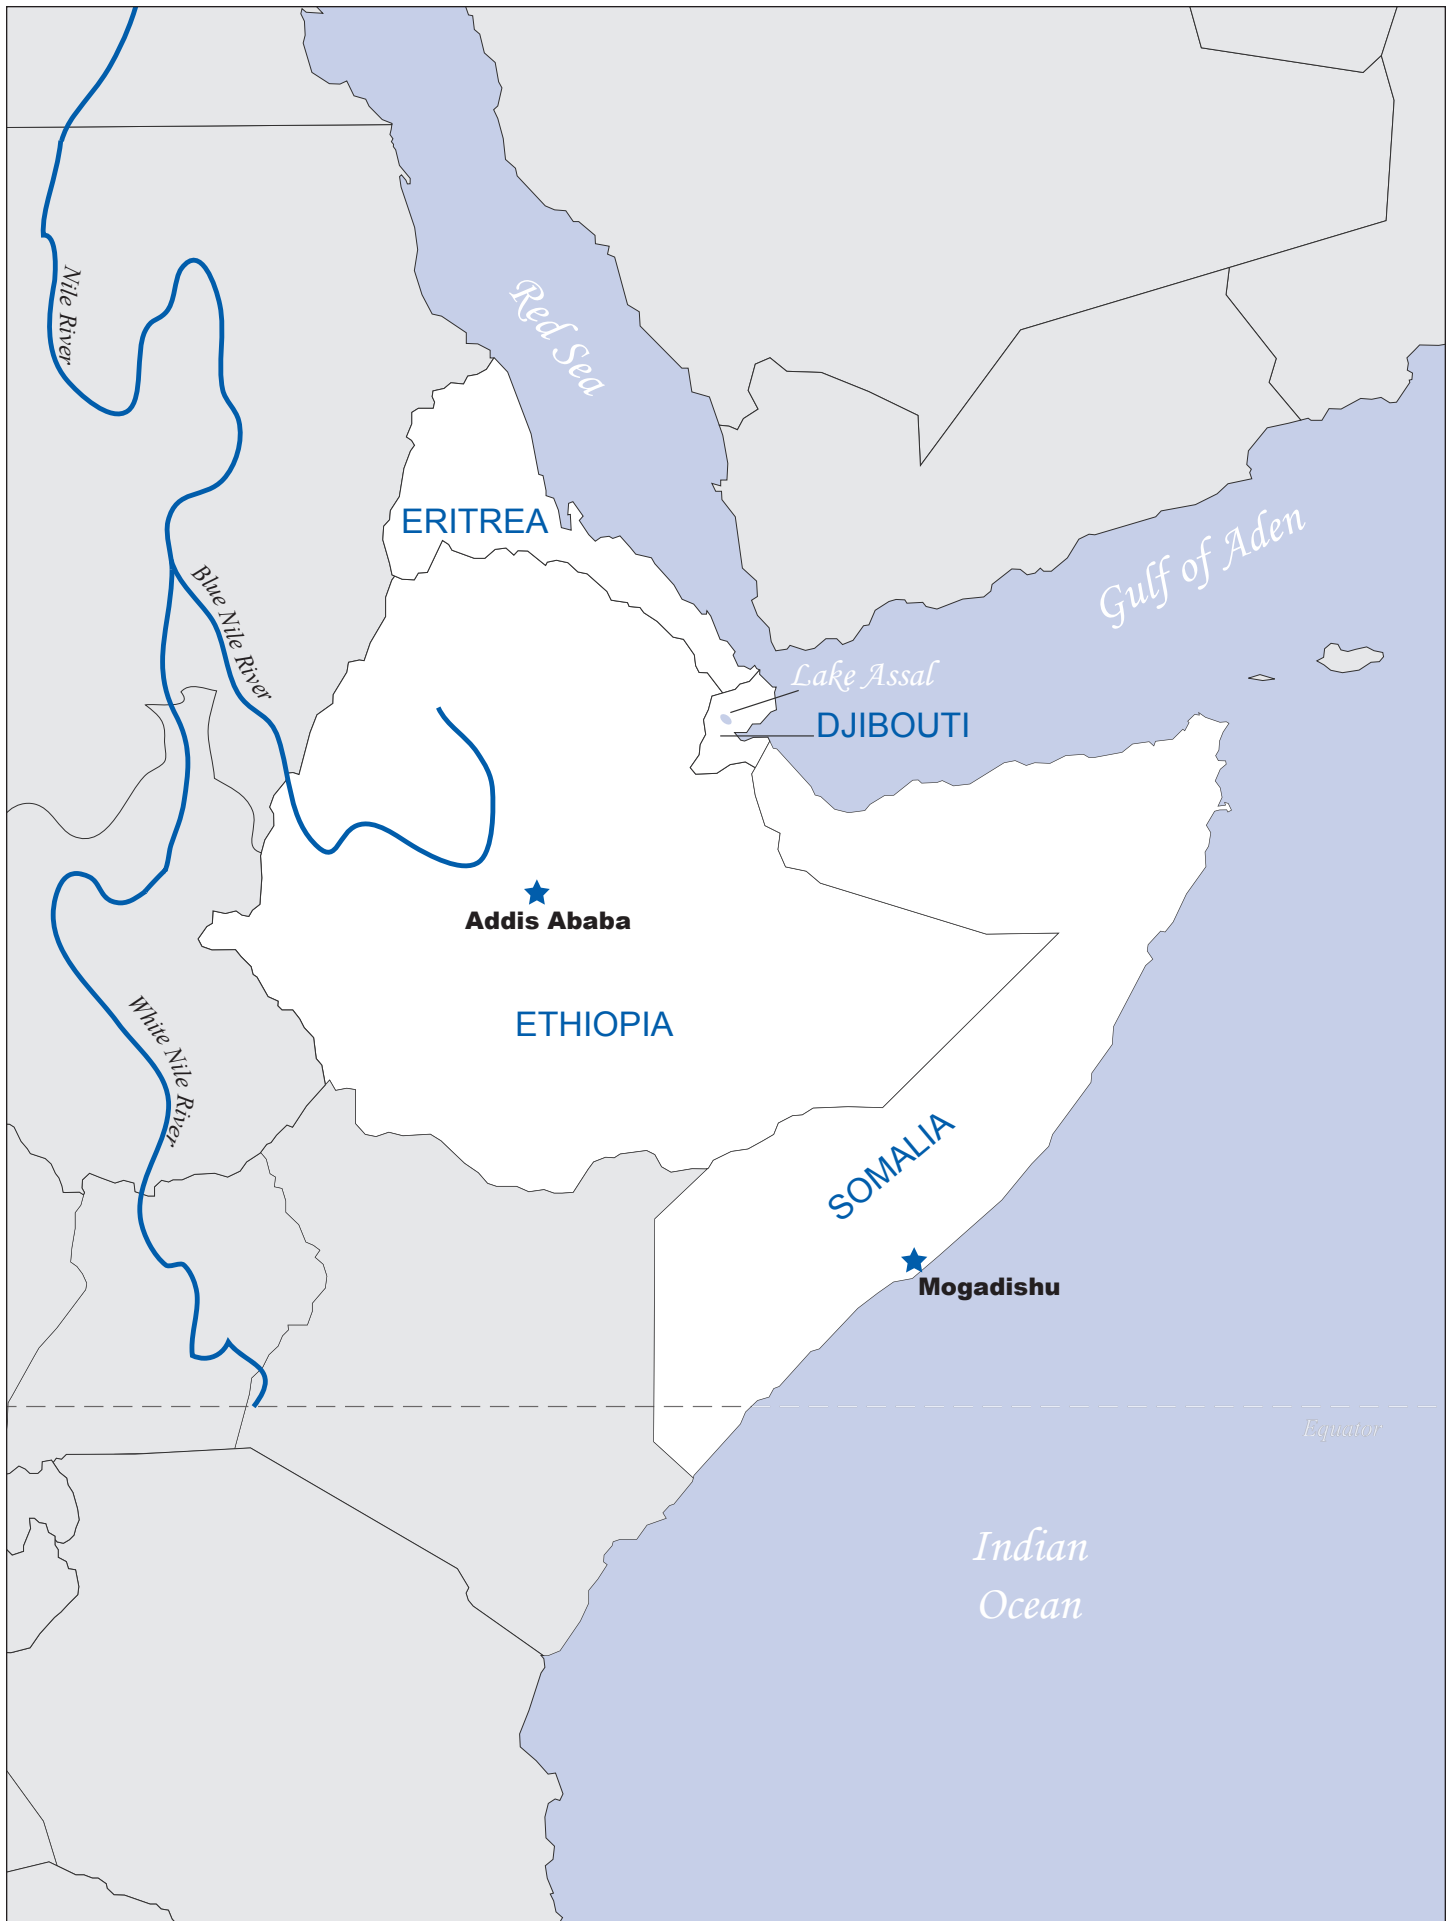 Nile River
Red Sea
ERITREA
Gulf of Aden
Blue Nile River
Lake Assal
DJIBOUTI
Addis Ababa
ETHIOPIA
White Nile River
SOMALIA
Mogadishu
Equator
Indian
Ocean